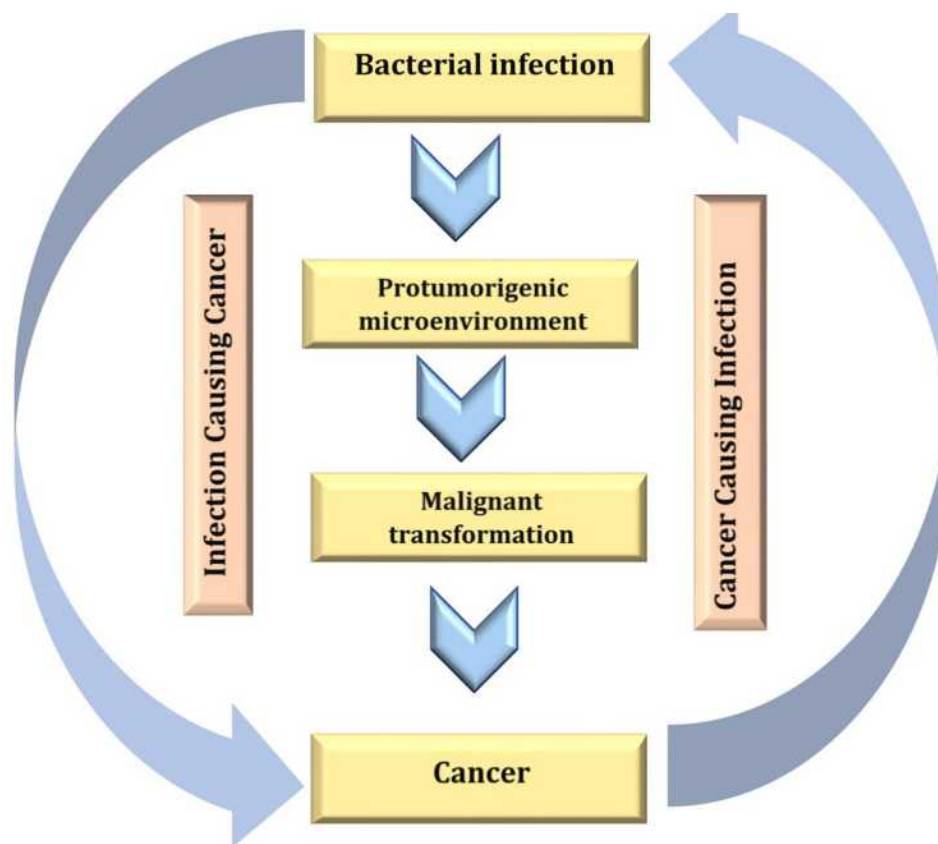 Bacterial infection
Infection Causing Cancer
Cancer Causing Infection
Protumorigenic
microenvironment
Malignant
transformation
Cancer